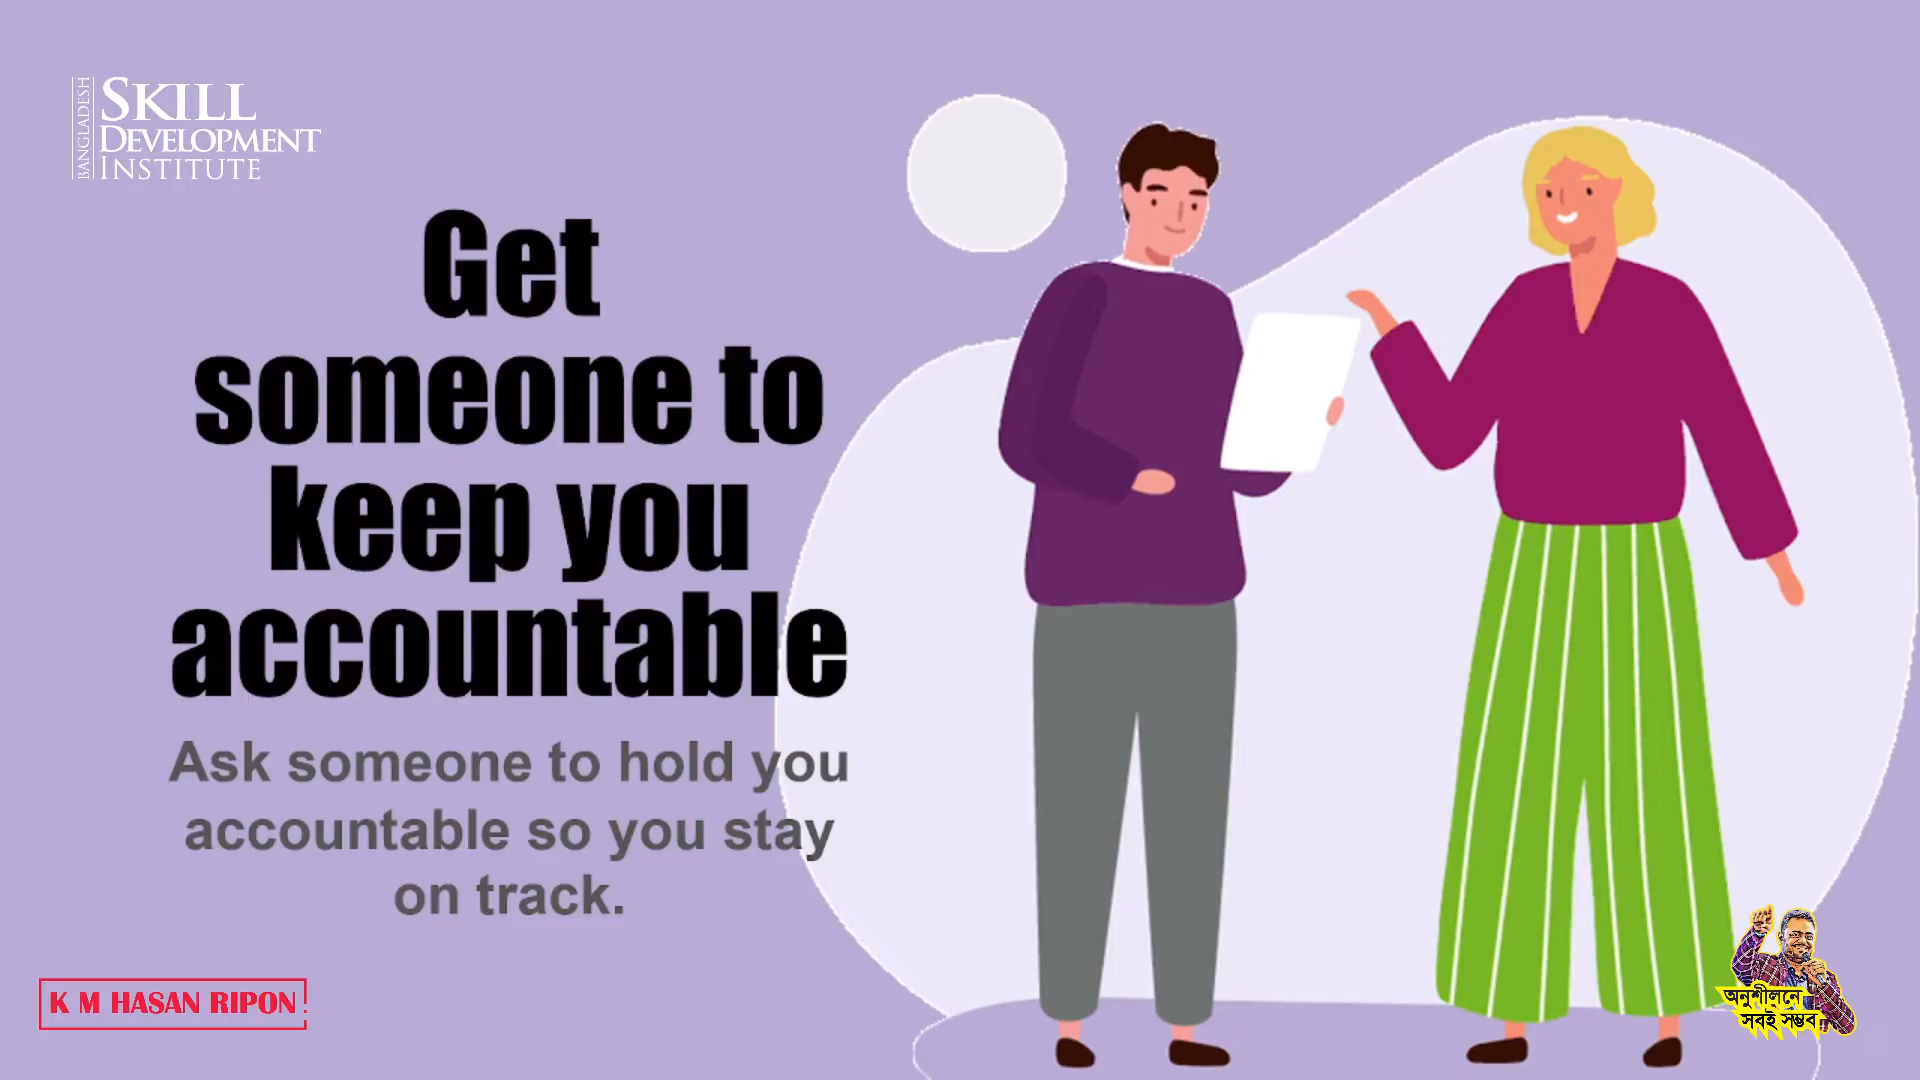 BANGLADESH
SKILL
DEVELOPMENT
INSTITUTE
Get
someone to
keep you
accountable
Ask someone to hold you
accountable so you stay
on track.
K M HASAN RIPON
অনুশীলনে
সবই সম্ভব